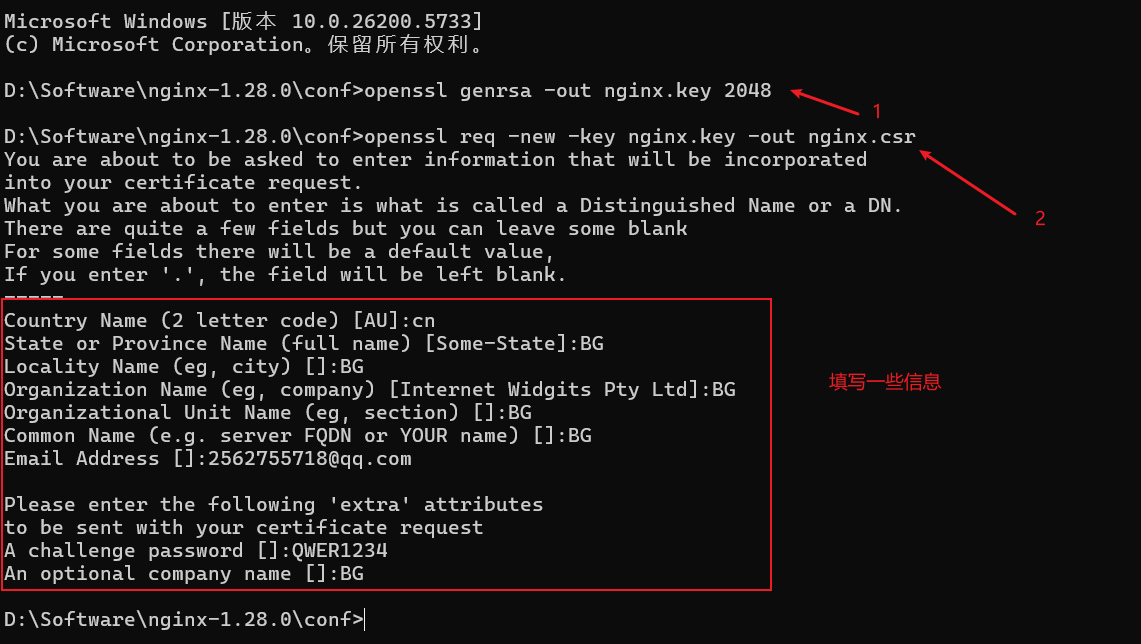 Microsoft Windows [版本 10.0.26200.5733]
(c) Microsoft Corporation。保留所有权利。
D:\Software\nginx-1.28.0\conf>openssl genrsa -out nginx.key 2048
1
D:\Software\nginx-1.28.0\conf>openssl req -new -key nginx.key -out nginx.csr
You are about to be asked to enter information that will be incorporated
into your certificate request.
What you are about to enter is what is called a Distinguished Name or a DN.
2
There are quite a few fields but you can leave some blank
For some fields there will be a default value,
If you enter '.', the field will be left blank.
-----
Country Name (2 letter code) [AU]:cn
State or Province Name (full name) [Some-State]:BG
Locality Name (eg, city) []:BG
填写一些信息
Organization Name (eg, company) [Internet Widgits Pty Ltd]:BG
Organizational Unit Name (eg, section) []:BG
Common Name (e.g. server FQDN or YOUR name) []:BG
Email Address []:2562755718@qq.com
Please enter the following 'extra' attributes
to be sent with your certificate request
A challenge password []:QWER1234
An optional company name []:BG
D:\Software\nginx-1.28.0\conf>